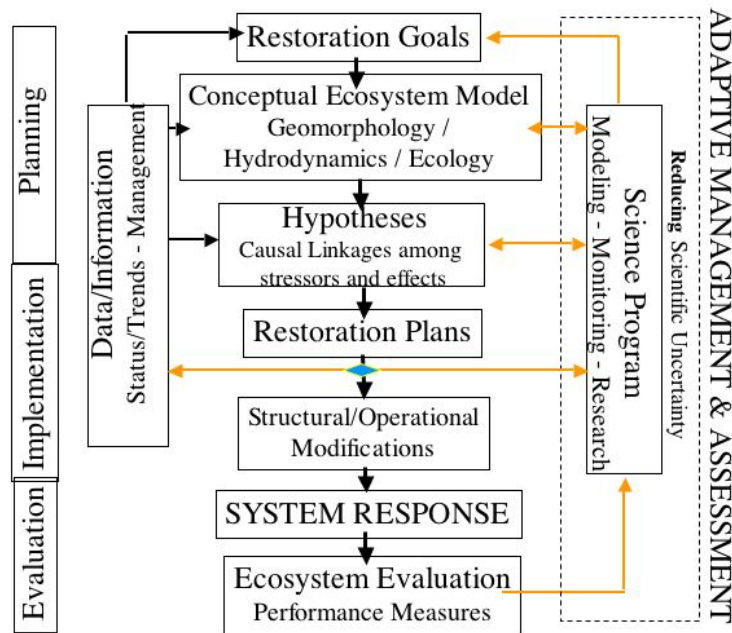 Planning
Implementation
Evaluation
Data/Information
Status/Trends - Management
Restoration Goals
Conceptual Ecosystem Model
Geomorphology /
Hydrodynamics / Ecology
Hypotheses
Causal Linkages among
stressors and effects
Restoration Plans
Structural/Operational
Modifications
SYSTEM RESPONSE
Ecosystem Evaluation
Performance Measures
Science Program
Modeling - Monitoring - Research
Reducing Scientific Uncertainty
ADAPTIVE MANAGEMENT & ASSESSMENT